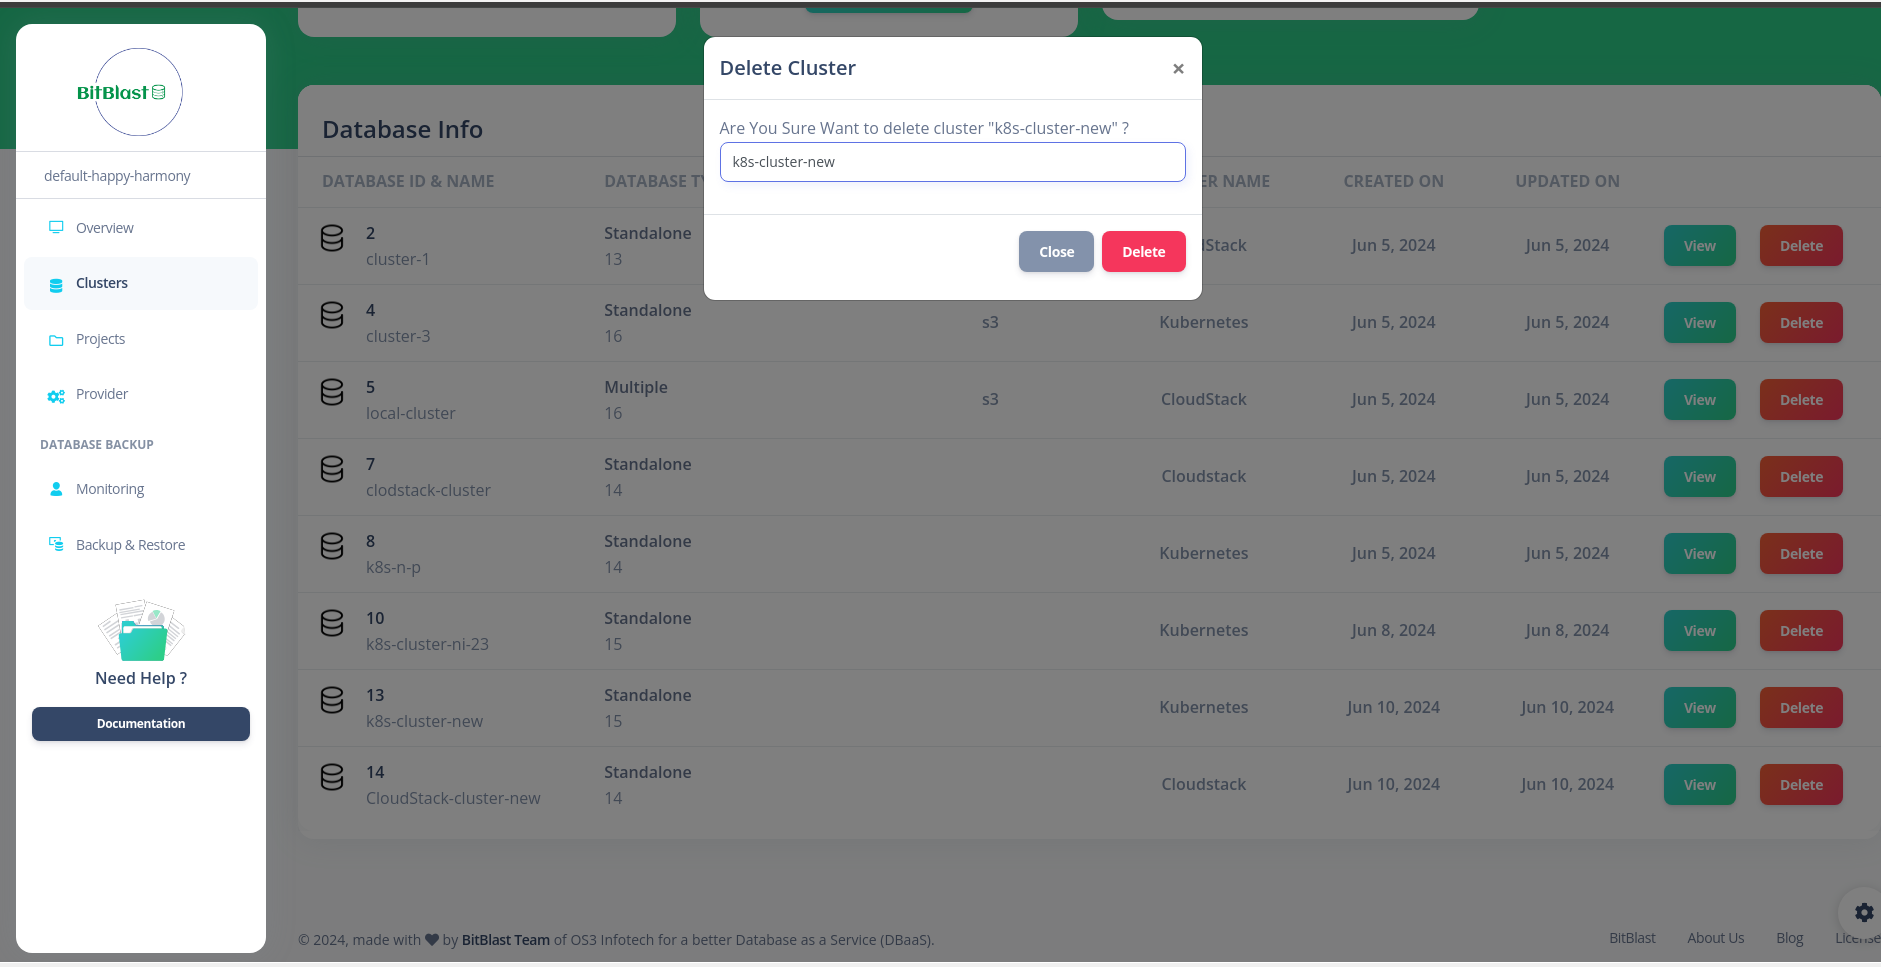 BitBlast
default-happy-harmony
Overview
Clusters
Projects
Provider
DATABASE BACKUP
Monitoring
Backup & Restore
Need Help ?
Documentation
Delete Cluster ×
Are You Sure Want to delete cluster "k8s-cluster-new" ?
k8s-cluster-new
Close Delete
Database Info
DATABASE ID & NAME DATABASE T ER NAME CREATED ON UPDATED ON
2 Standalone
cluster-1 13 dStack Jun 5, 2024 Jun 5, 2024 View Delete
4 Standalone
cluster-3 16 s3 Kubernetes Jun 5, 2024 Jun 5, 2024 View Delete
5 Multiple
local-cluster 16 s3 CloudStack Jun 5, 2024 Jun 5, 2024 View Delete
7 Standalone
clodstack-cluster 14 Cloudstack Jun 5, 2024 Jun 5, 2024 View Delete
8 Standalone
k8s-n-p 14 Kubernetes Jun 5, 2024 Jun 5, 2024 View Delete
10 Standalone
k8s-cluster-ni-23 15 Kubernetes Jun 8, 2024 Jun 8, 2024 View Delete
13 Standalone
k8s-cluster-new 15 Kubernetes Jun 10, 2024 Jun 10, 2024 View Delete
14 Standalone
CloudStack-cluster-new 14 Cloudstack Jun 10, 2024 Jun 10, 2024 View Delete
© 2024, made with by BitBlast Team of OS3 Infotech for a better Database as a Service (DBaaS).
BitBlast About Us Blog License